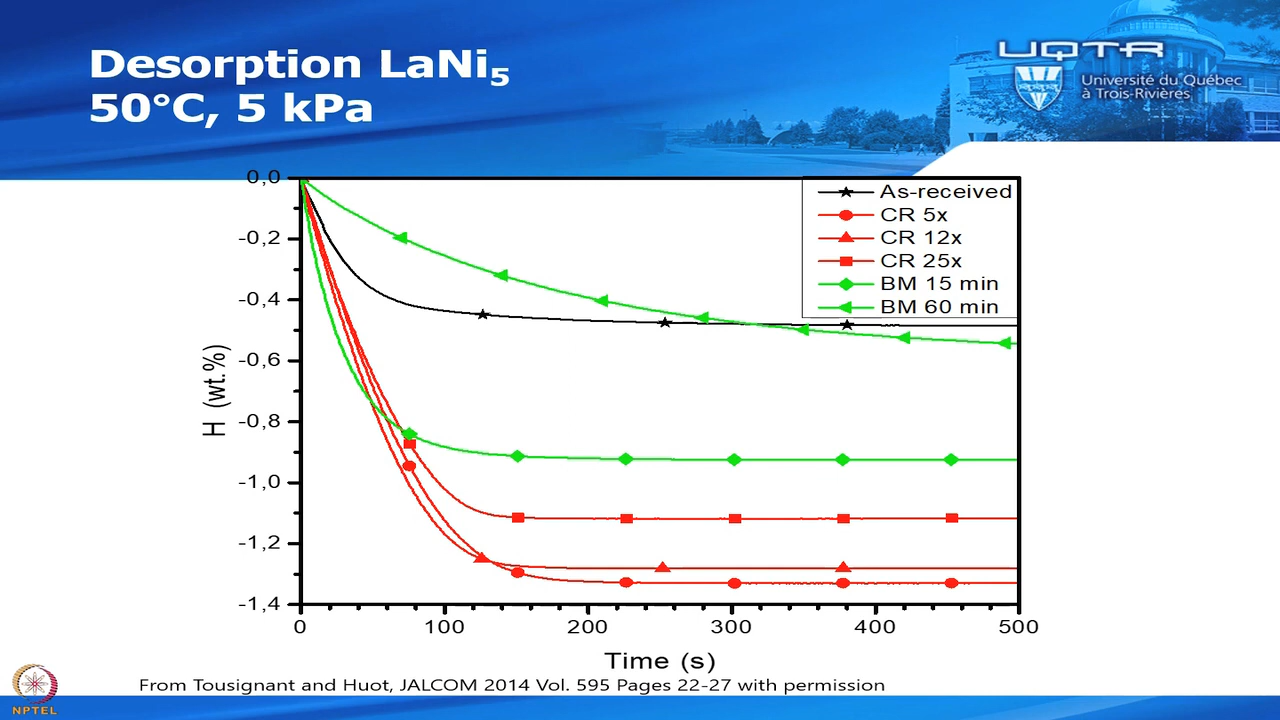 Desorption LaNi₅
50°C, 5 kPa
UQTR
Université du Québec
à Trois-Rivières
0,0
-0,2
-0,4
-0,6
-0,8
-1,0
-1,2
-1,4
H (wt.%)
As-received
CR 5x
CR 12x
CR 25x
BM 15 min
BM 60 min
0 100 200 300 400 500
Time (s)
From Tousignant and Huot, JALCOM 2014 Vol. 595 Pages 22-27 with permission
NPTEL